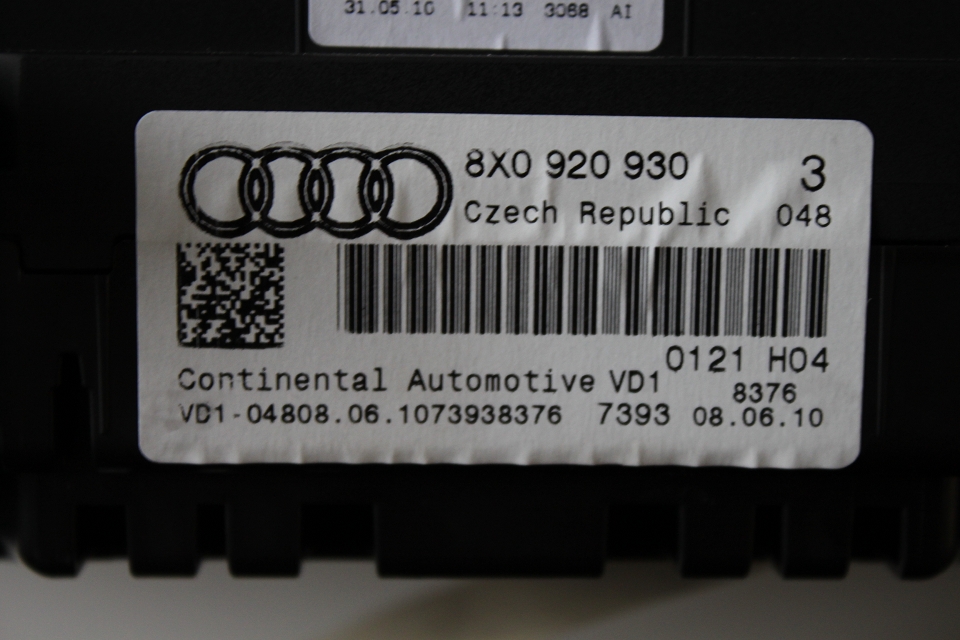 31.05.10 11:13 3068 AI
8X0 920 930 3
Czech Republic 048
0121 H04
Continental Automotive VD1
8376
VD1-04808.06.1073938376 7393 08.06.10